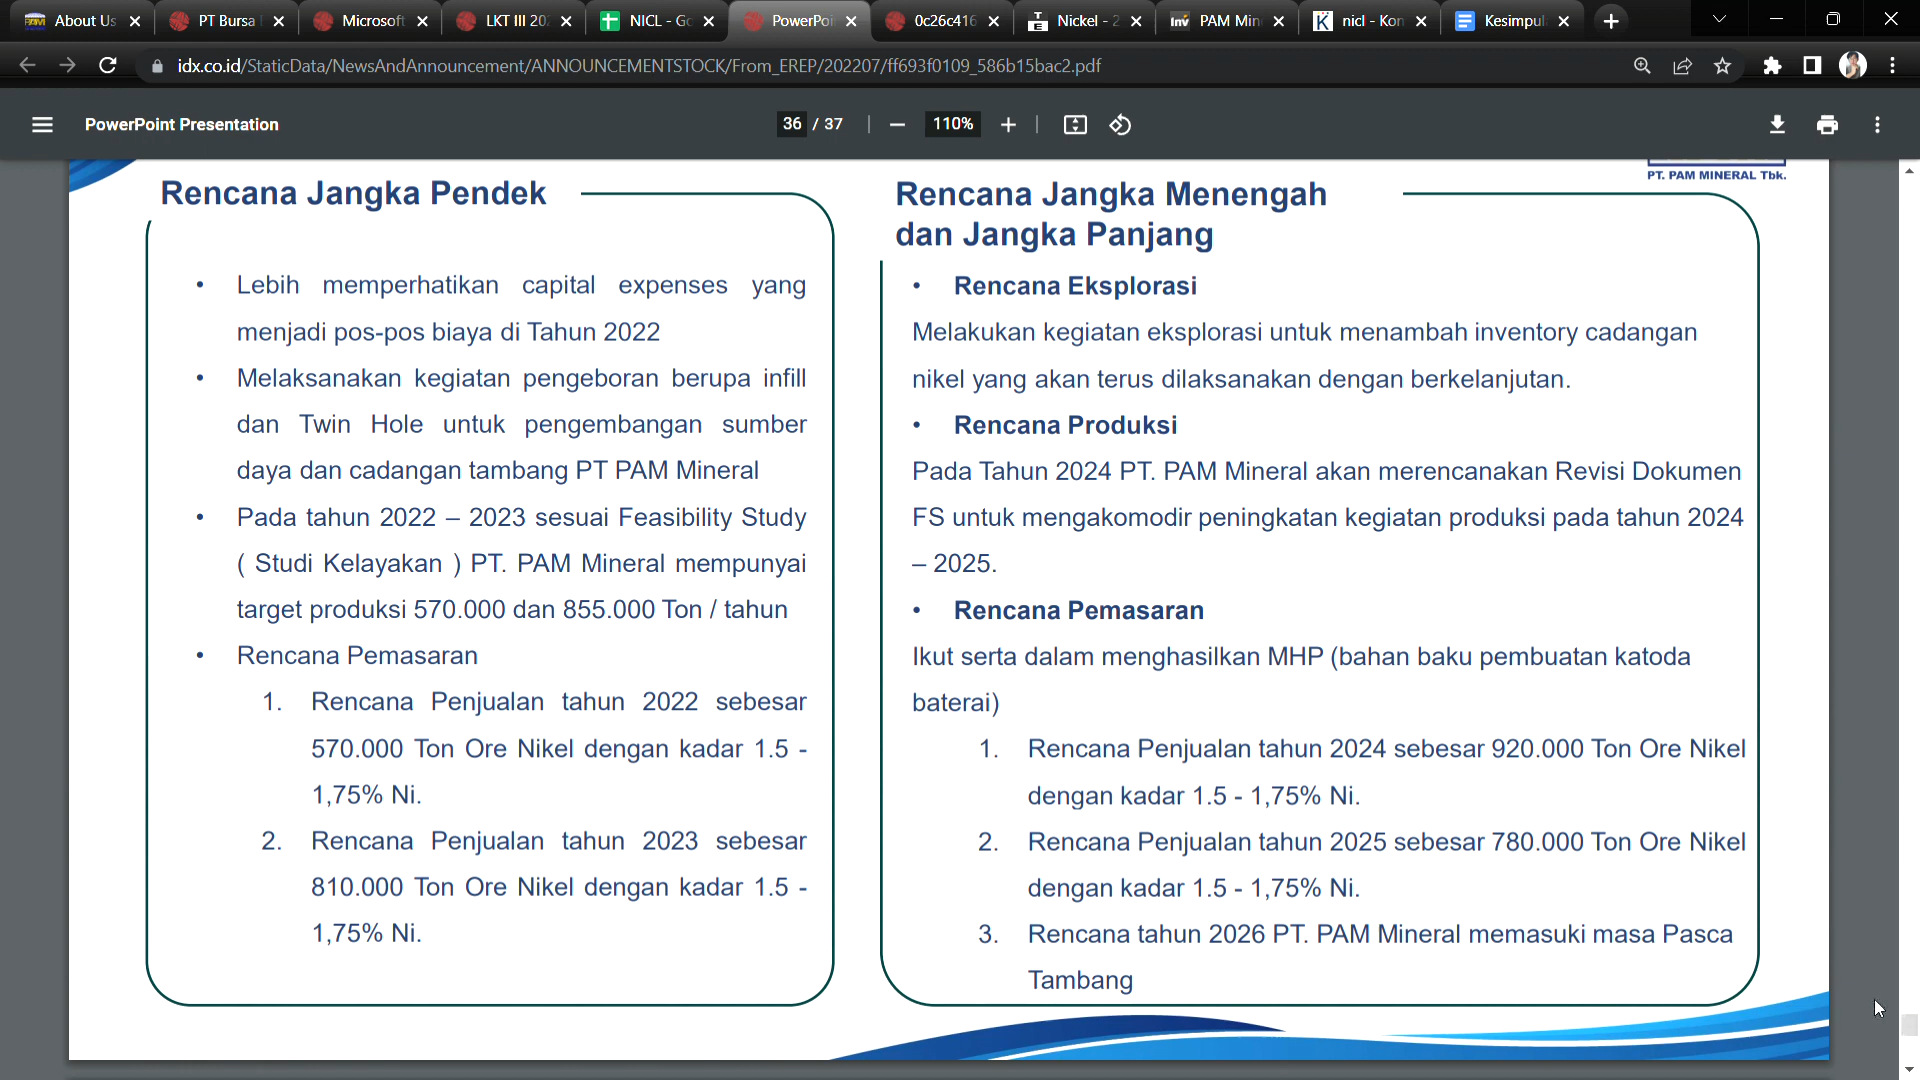 About Us
PT Bursa
Microsoft
LKT III 202
NICL - Go
PowerPoi
0c26c416
Nickel - 2
PAM Min
nicl - Kon
Kesimpul
idx.co.id/StaticData/NewsAndAnnouncement/ANNOUNCEMENTSTOCK/From_EREP/202207/ff693f0109_586b15bac2.pdf
PowerPoint Presentation
36 / 37
110%
PT. PAM MINERAL Tbk.
Rencana Jangka Pendek
• Lebih memperhatikan capital expenses yang
menjadi pos-pos biaya di Tahun 2022
• Melaksanakan kegiatan pengeboran berupa infill
dan Twin Hole untuk pengembangan sumber
daya dan cadangan tambang PT PAM Mineral
• Pada tahun 2022 – 2023 sesuai Feasibility Study
( Studi Kelayakan ) PT. PAM Mineral mempunyai
target produksi 570.000 dan 855.000 Ton / tahun
• Rencana Pemasaran
1. Rencana Penjualan tahun 2022 sebesar
570.000 Ton Ore Nikel dengan kadar 1.5 -
1,75% Ni.
2. Rencana Penjualan tahun 2023 sebesar
810.000 Ton Ore Nikel dengan kadar 1.5 -
1,75% Ni.
Rencana Jangka Menengah
dan Jangka Panjang
• Rencana Eksplorasi
Melakukan kegiatan eksplorasi untuk menambah inventory cadangan
nikel yang akan terus dilaksanakan dengan berkelanjutan.
• Rencana Produksi
Pada Tahun 2024 PT. PAM Mineral akan merencanakan Revisi Dokumen
FS untuk mengakomodir peningkatan kegiatan produksi pada tahun 2024
– 2025.
• Rencana Pemasaran
Ikut serta dalam menghasilkan MHP (bahan baku pembuatan katoda
baterai)
1. Rencana Penjualan tahun 2024 sebesar 920.000 Ton Ore Nikel
dengan kadar 1.5 - 1,75% Ni.
2. Rencana Penjualan tahun 2025 sebesar 780.000 Ton Ore Nikel
dengan kadar 1.5 - 1,75% Ni.
3. Rencana tahun 2026 PT. PAM Mineral memasuki masa Pasca
Tambang